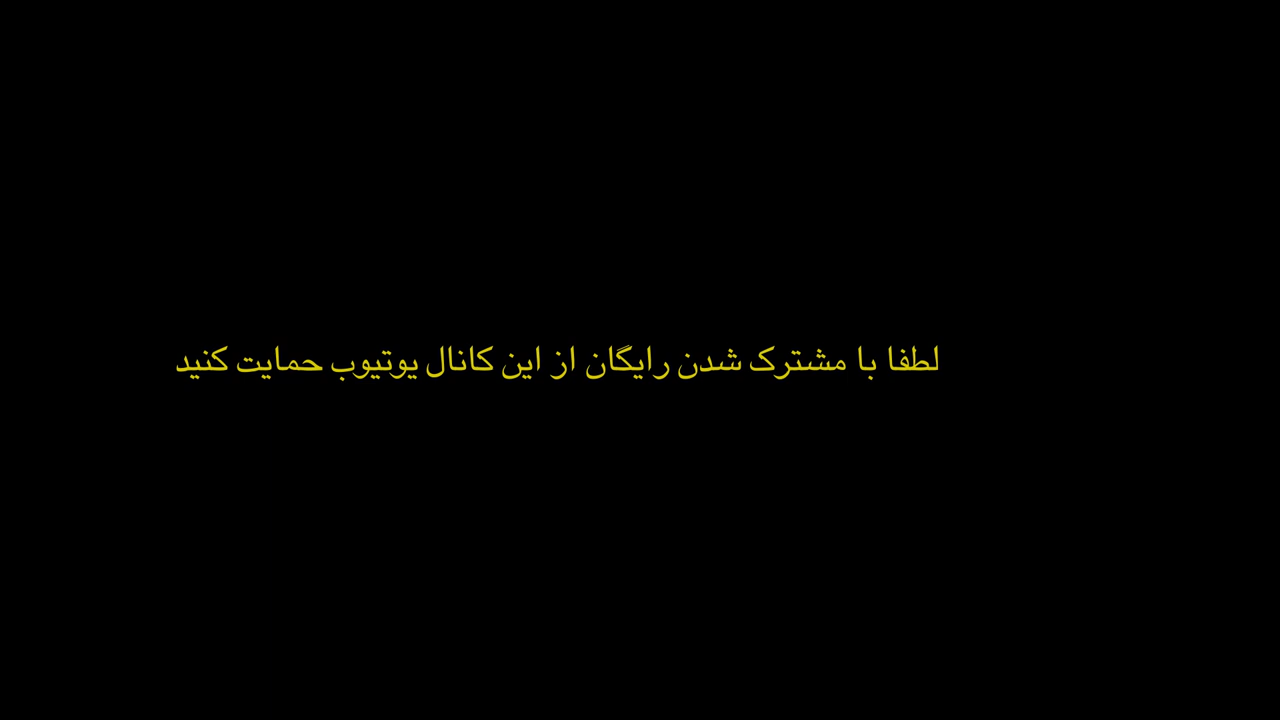 لطفا با مشترک شدن رایگان از این کانال یوتیوب حمایت کنید